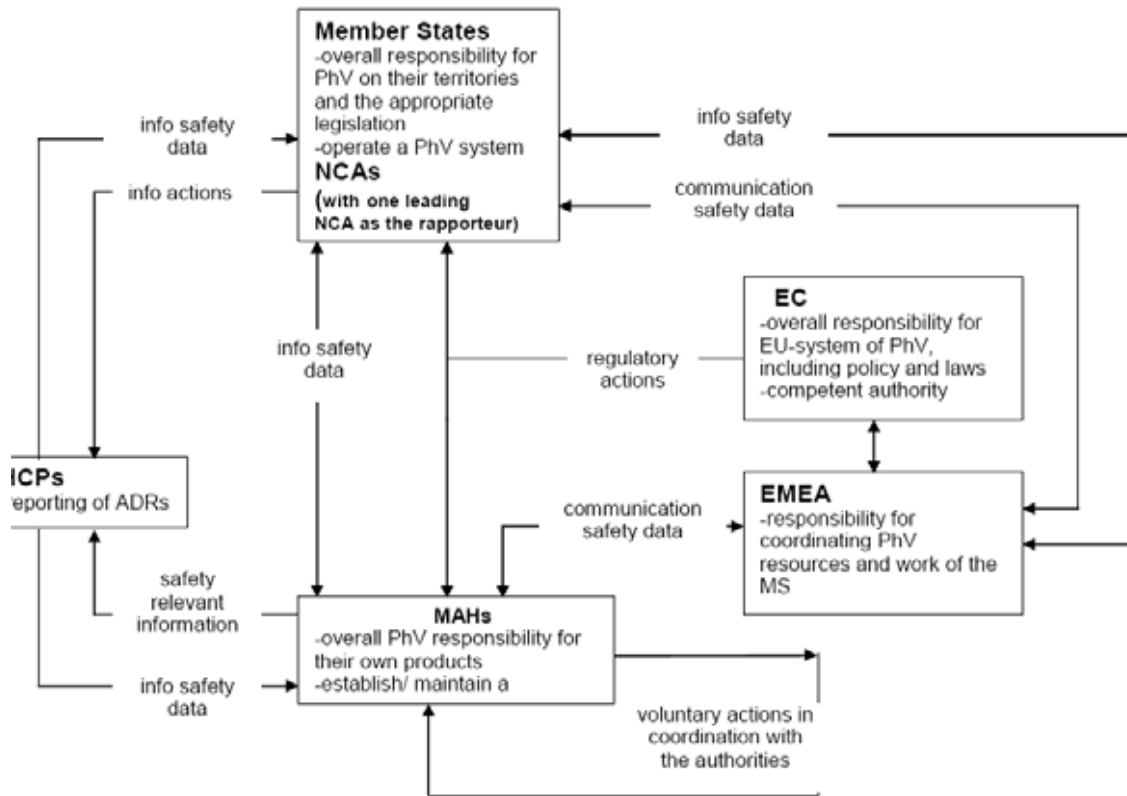 Member States
-overall responsibility for
PhV on their territories
and the appropriate
legislation
-operate a PhV system
NCAs
(with one leading
NCA as the rapporteur)
info safety
data
info actions
info safety
data
communication
safety data
EC
-overall responsibility for
EU-system of PhV,
including policy and laws
-competent authority
info safety
data
regulatory
actions
HCPs
reporting of ADRs
EMEA
-responsibility for
coordinating PhV
resources and work of the
MS
communication
safety data
safety
relevant
information
MAHs
-overall PhV responsibility for
their own products
-establish/ maintain a
info safety
data
voluntary actions in
coordination with
the authorities